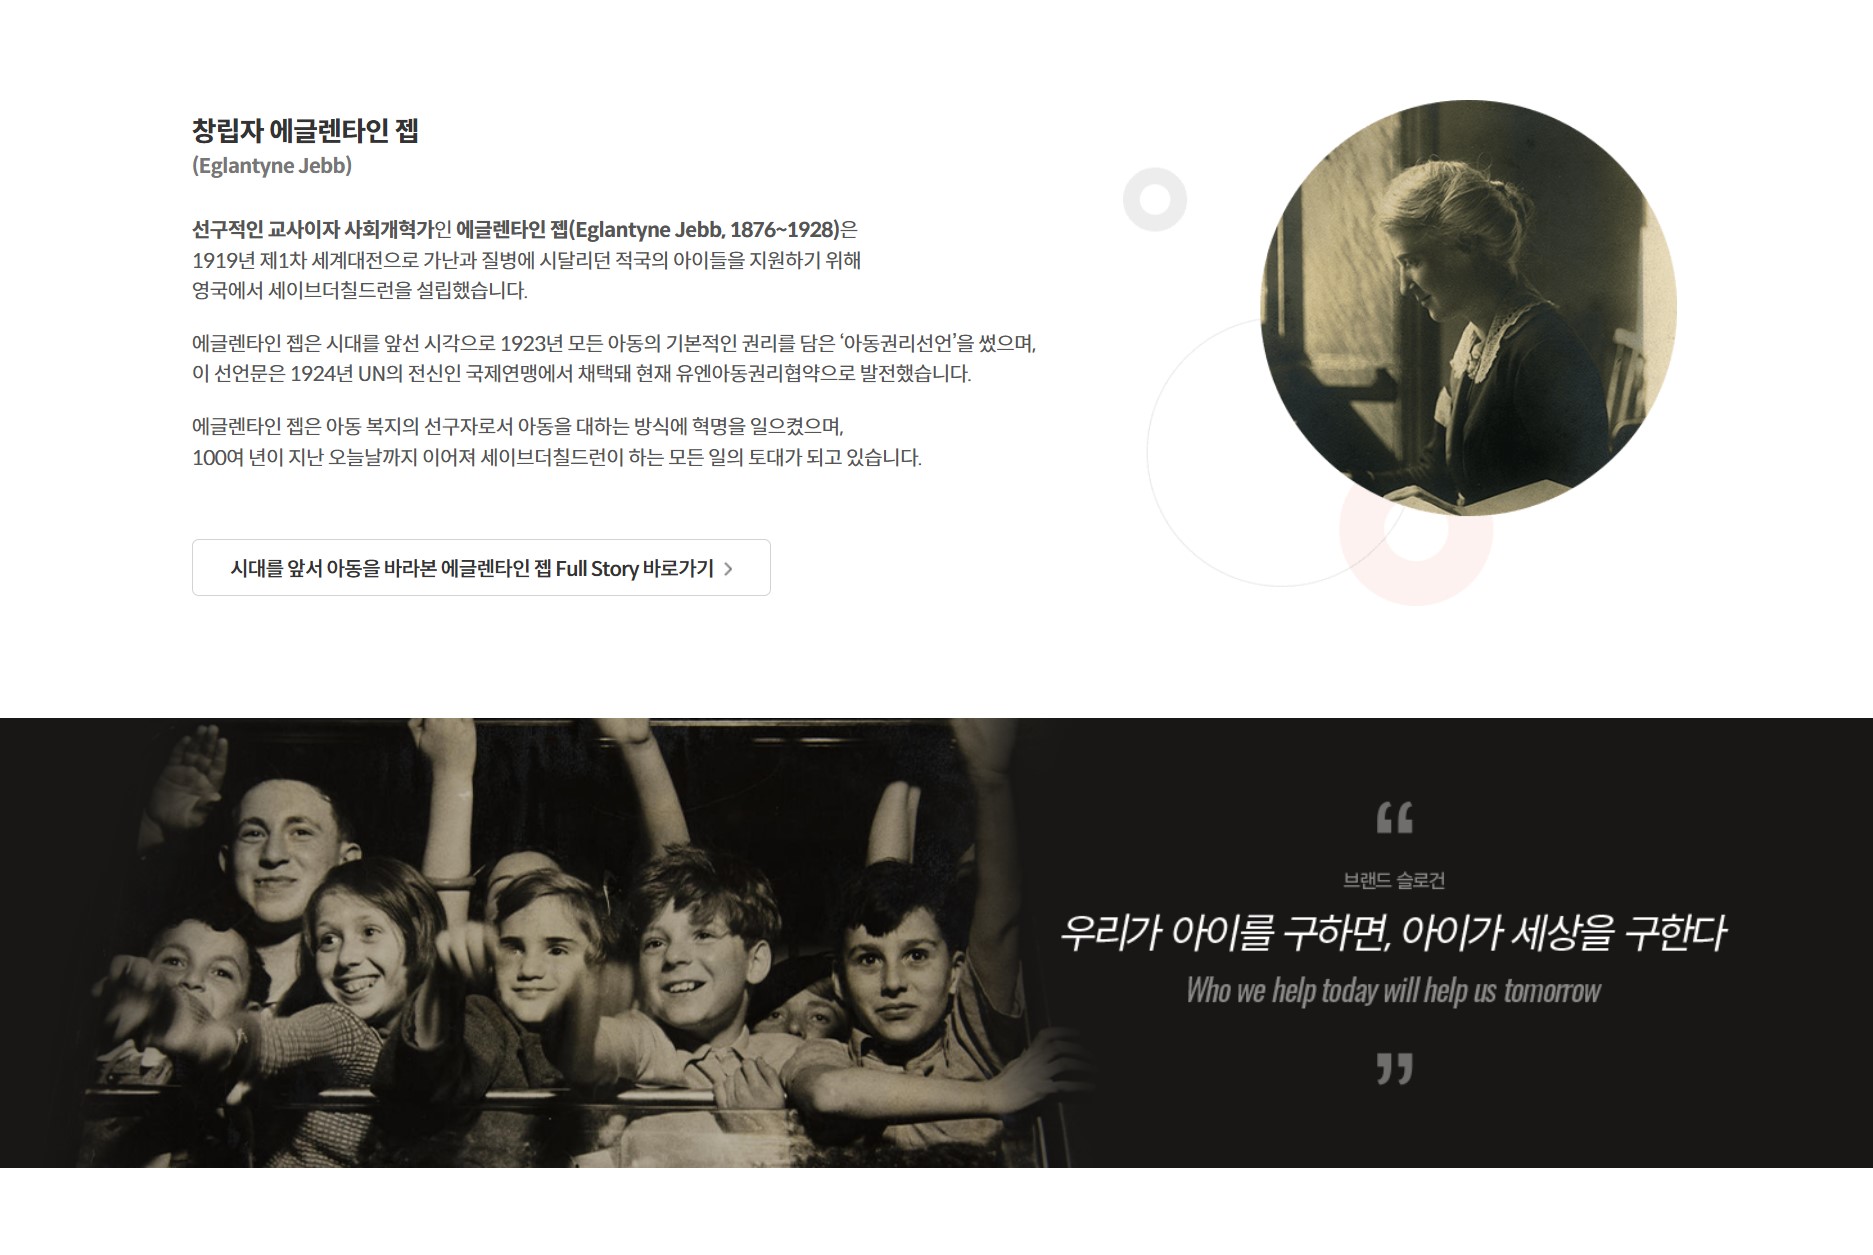 창립자 에글렌타인 젭
(Eglantyne Jebb)
선구적인 교사이자 사회개혁가인 에글렌타인 젭(Eglantyne Jebb, 1876~1928)은
1919년 제1차 세계대전으로 가난과 질병에 시달리던 적국의 아이들을 지원하기 위해
영국에서 세이브더칠드런을 설립했습니다.
에글렌타인 젭은 시대를 앞선 시각으로 1923년 모든 아동의 기본적인 권리를 담은 ‘아동권리선언’을 썼으며,
이 선언문은 1924년 UN의 전신인 국제연맹에서 채택돼 현재 유엔아동권리협약으로 발전했습니다.
에글렌타인 젭은 아동 복지의 선구자로서 아동을 대하는 방식에 혁명을 일으켰으며,
100여 년이 지난 오늘날까지 이어져 세이브더칠드런이 하는 모든 일의 토대가 되고 있습니다.
시대를 앞서 아동을 바라본 에글렌타인 젭 Full Story 바로가기 >
“
브랜드 슬로건
우리가 아이를 구하면, 아이가 세상을 구한다
Who we help today will help us tomorrow
”